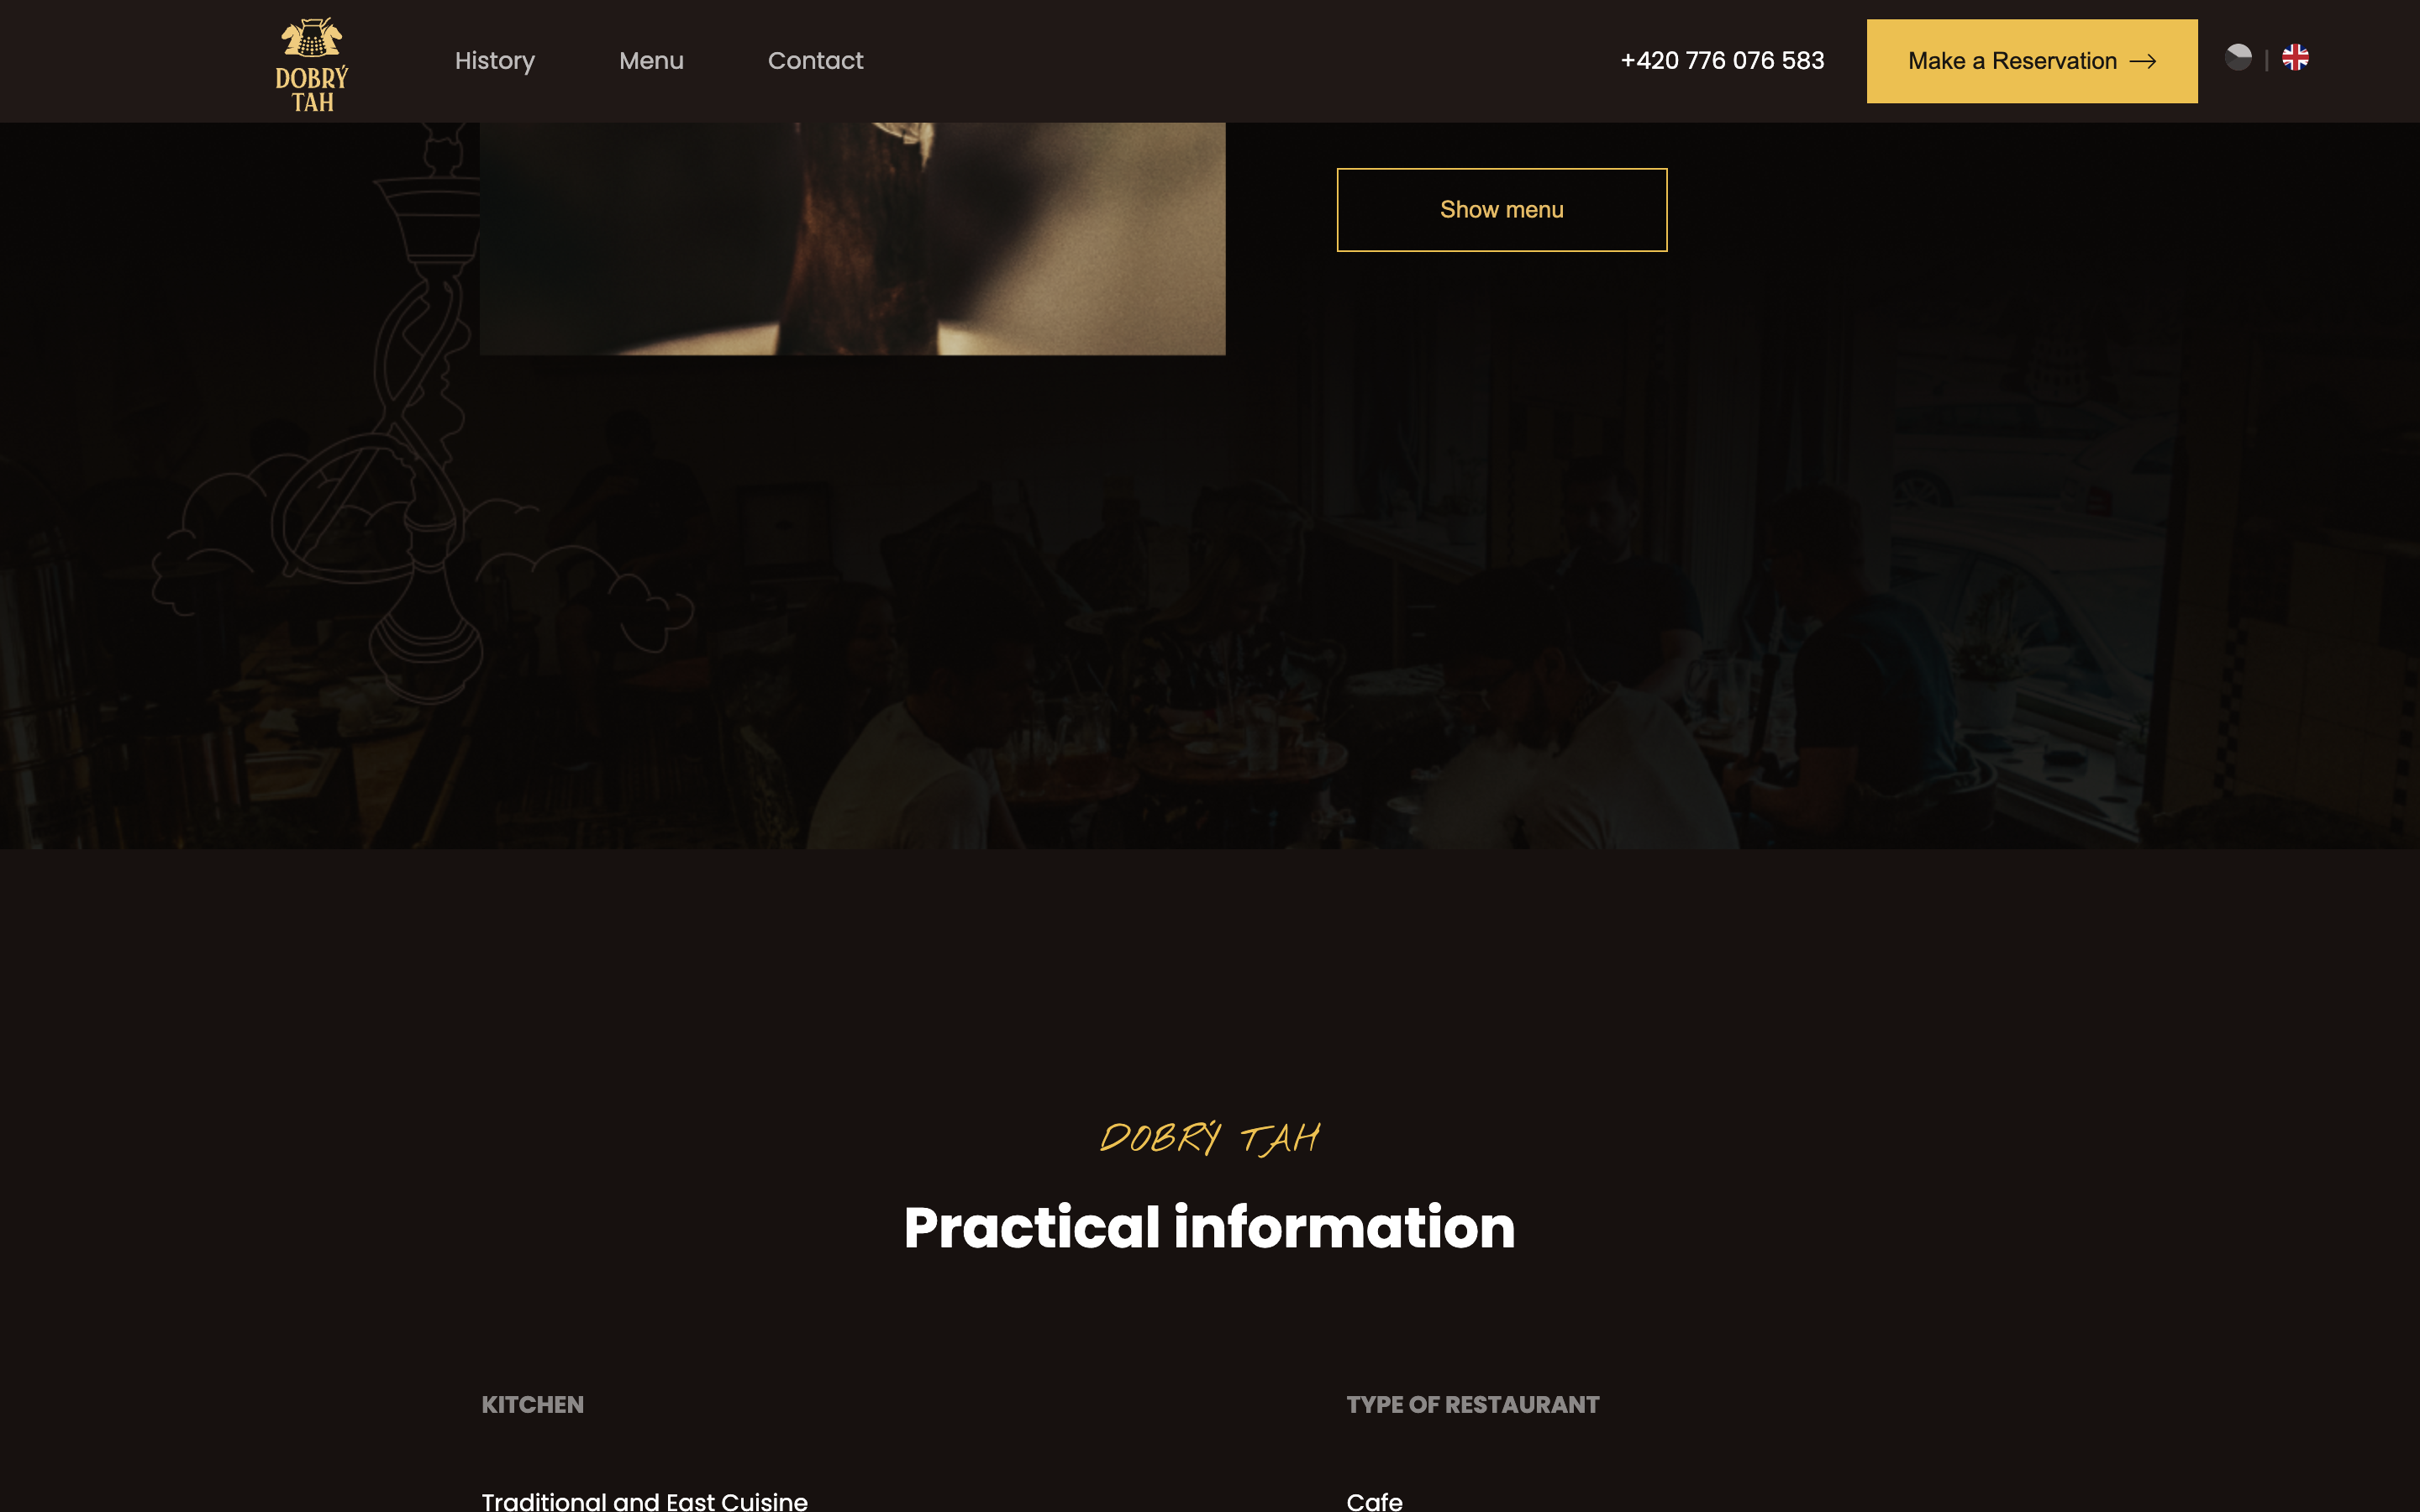 DOBRÝ
TAH
History
Menu
Contact
+420 776 076 583
Make a Reservation →
|
Show menu
DOBRÝ TAH
Practical information
KITCHEN
TYPE OF RESTAURANT
Traditional and East Cuisine
Cafe